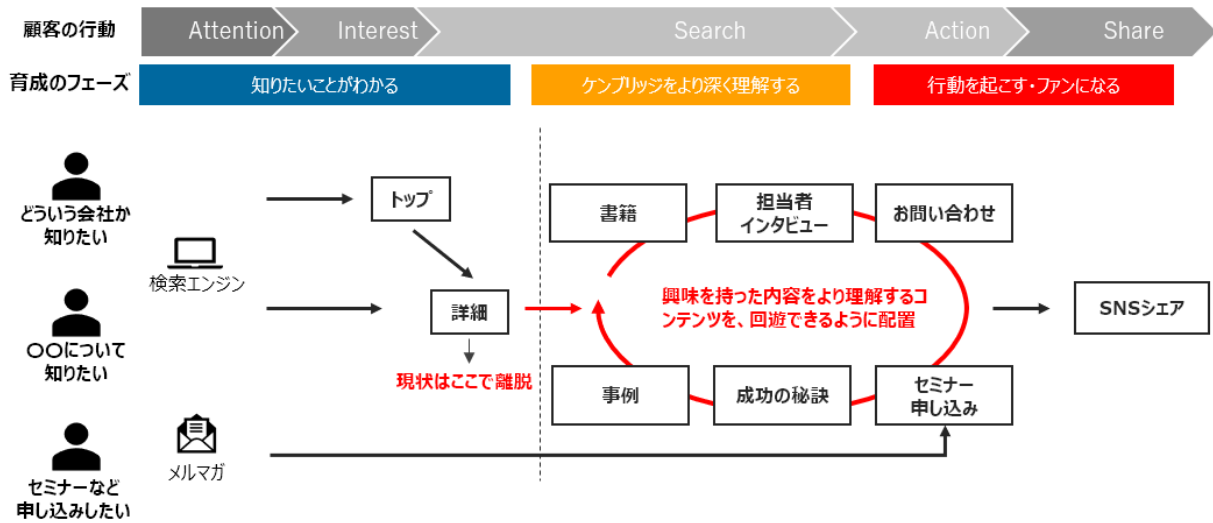 顧客の行動
Attention
Interest
Search
Action
Share
育成のフェーズ
知りたいことがわかる
ケンブリッジをより深く理解する
行動を起こす・ファンになる
どういう会社か
知りたい
検索エンジン
〇〇について
知りたい
メルマガ
セミナーなど
申し込みしたい
トップ
詳細
現状はここで離脱
書籍
担当者
インタビュー
お問い合わせ
興味を持った内容をより理解するコ
ンテンツを、回遊できるように配置
事例
成功の秘訣
セミナー
申し込み
SNSシェア